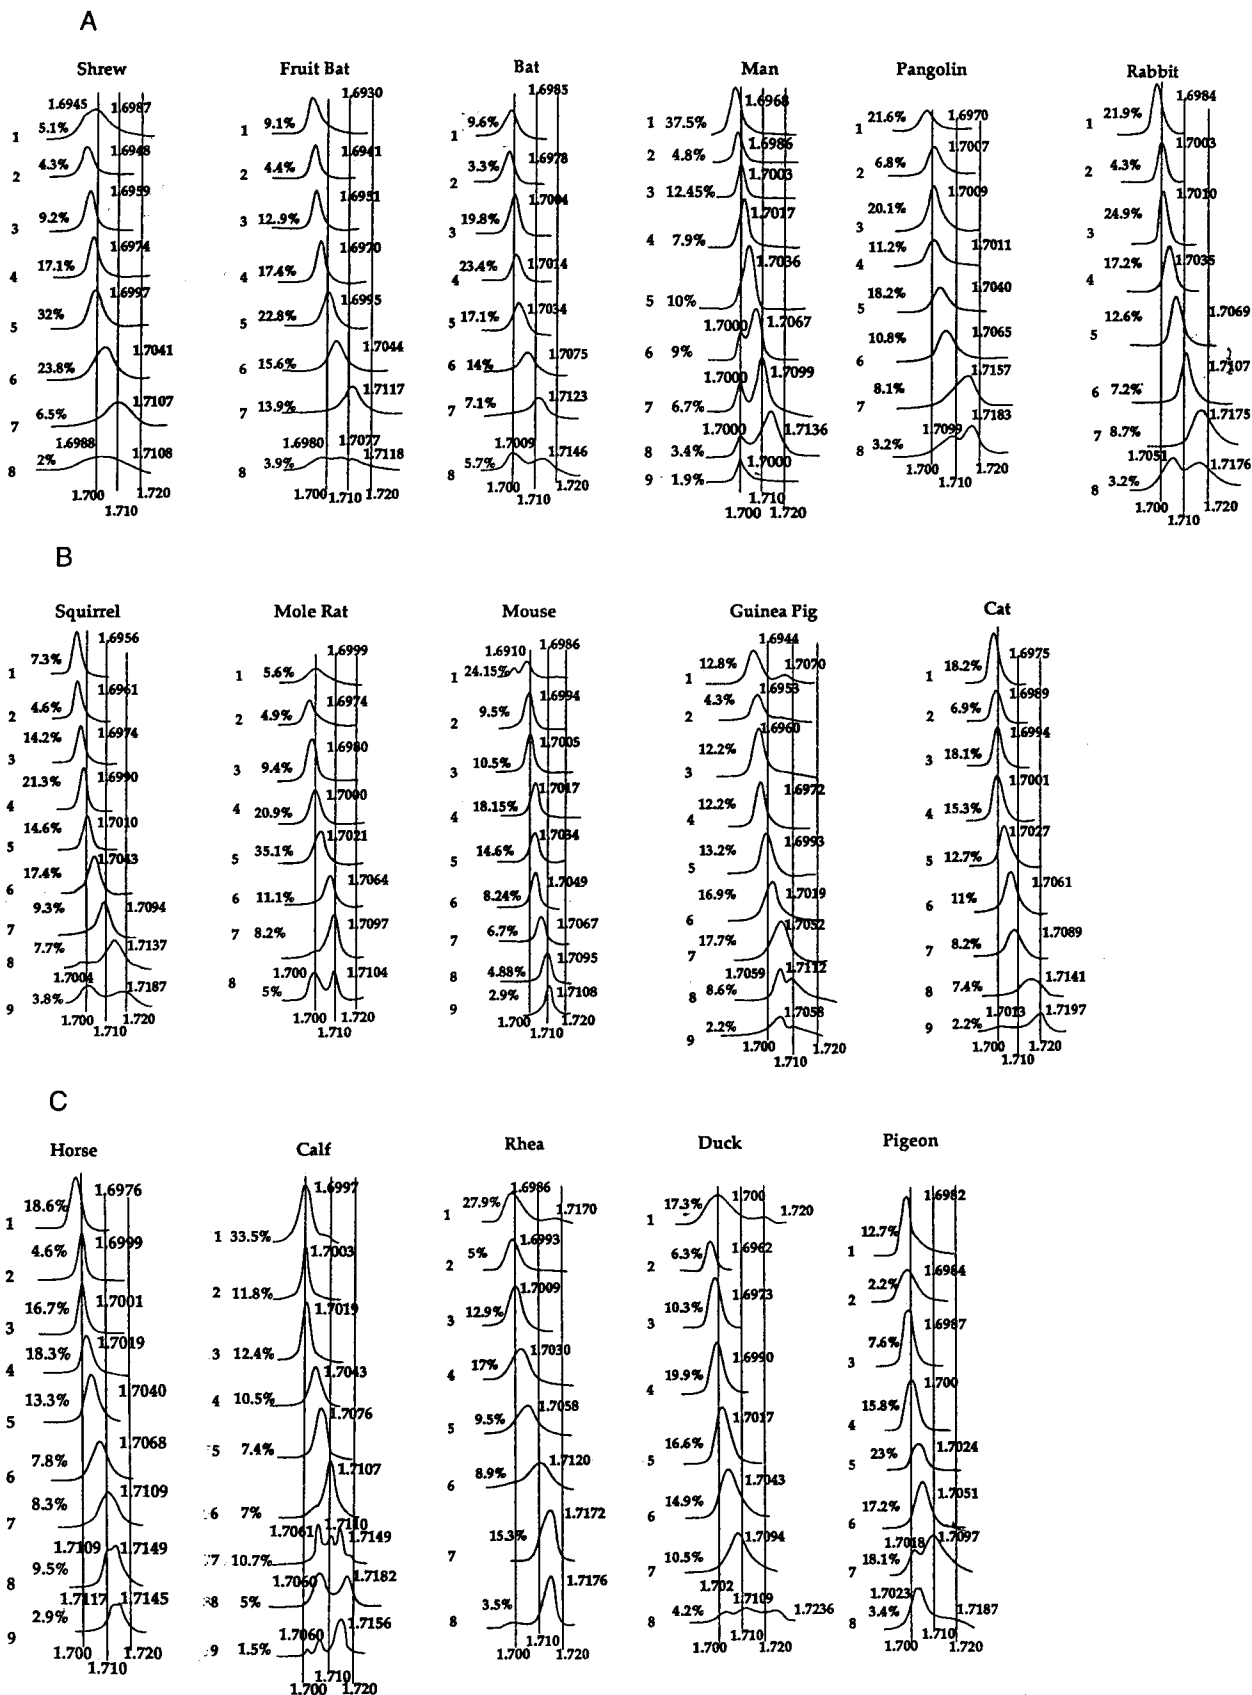 A
Shrew
1 5.1% 1.6945 1.6987
2 4.3% 1.6948
3 9.2% 1.6959
4 17.1% 1.6974
5 32% 1.6997
6 23.8% 1.7041
7 6.5% 1.7107
8 2% 1.6988 1.7108
1.700 1.710 1.720
Fruit Bat
1 9.1% 1.6930
2 4.4% 1.6941
3 12.9% 1.6951
4 17.4% 1.6970
5 22.8% 1.6995
6 15.6% 1.7044
7 13.9% 1.7117
8 3.9% 1.6980 1.7077 1.7118
1.700 1.710 1.720
Bat
1 9.6% 1.6985
2 3.3% 1.6978
3 19.8% 1.7004
4 23.4% 1.7014
5 17.1% 1.7034
6 14% 1.7075
7 7.1% 1.7123
8 5.7% 1.7009 1.7146
1.700 1.710 1.720
Man
1 37.5% 1.6968
2 4.8% 1.6986
3 12.45% 1.7003
4 7.9% 1.7017
5 10% 1.7036
6 9% 1.7000 1.7067
7 6.7% 1.7000 1.7099
8 3.4% 1.7000 1.7136
9 1.9% 1.7000
1.700 1.710 1.720
Pangolin
1 21.6% 1.6970
2 6.8% 1.7007
3 20.1% 1.7009
4 11.2% 1.7011
5 18.2% 1.7040
6 10.8% 1.7065
7 8.1% 1.7157
8 3.2% 1.7099 1.7183
1.700 1.710 1.720
Rabbit
1 21.9% 1.6984
2 4.3% 1.7003
3 24.9% 1.7010
4 17.2% 1.7035
5 12.6% 1.7069
6 7.2% 1.7107
7 8.7% 1.7175
8 3.2% 1.7051 1.7176
1.700 1.710 1.720
B
Squirrel
1 7.3% 1.6956
2 4.6% 1.6961
3 14.2% 1.6974
4 21.3% 1.6990
5 14.6% 1.7010
6 17.4% 1.7043
7 9.3% 1.7094
8 7.7% 1.7137
9 3.8% 1.7004 1.7187
1.700 1.710 1.720
Mole Rat
1 5.6% 1.6999
2 4.9% 1.6974
3 9.4% 1.6980
4 20.9% 1.7000
5 35.1% 1.7021
6 11.1% 1.7064
7 8.2% 1.7097
8 5% 1.700 1.7104
1.700 1.710 1.720
Mouse
1 24.15% 1.6910 1.6986
2 9.5% 1.6994
3 10.5% 1.7005
4 18.15% 1.7017
5 14.6% 1.7034
6 8.24% 1.7049
7 6.7% 1.7067
8 4.88% 1.7095
9 2.9% 1.7108
1.700 1.710 1.720
Guinea Pig
1 12.8% 1.6944 1.7070
2 4.3% 1.6953
3 12.2% 1.6960
4 12.2% 1.6972
5 13.2% 1.6993
6 16.9% 1.7019
7 17.7% 1.7052
8 8.6% 1.7059 1.7112
9 2.2% 1.7058
1.700 1.710 1.720
Cat
1 18.2% 1.6975
2 6.9% 1.6989
3 18.1% 1.6994
4 15.3% 1.7001
5 12.7% 1.7027
6 11% 1.7061
7 8.2% 1.7089
8 7.4% 1.7141
9 2.2% 1.7013 1.7197
1.700 1.710 1.720
C
Horse
1 18.6% 1.6976
2 4.6% 1.6999
3 16.7% 1.7001
4 18.3% 1.7019
5 13.3% 1.7040
6 7.8% 1.7068
7 8.3% 1.7109
8 9.5% 1.7109 1.7149
9 2.9% 1.7117 1.7145
1.700 1.710 1.720
Calf
1 33.5% 1.6997
2 11.8% 1.7003
3 12.4% 1.7019
4 10.5% 1.7043
5 7.4% 1.7076
6 7% 1.7107
7 10.7% 1.7061 1.7110 1.7149
8 5% 1.7060 1.7182
9 1.5% 1.7060 1.7156
1.700 1.710 1.720
Rhea
1 27.9% 1.6986 1.7170
2 5% 1.6993
3 12.9% 1.7009
4 17% 1.7030
5 9.5% 1.7058
6 8.9% 1.7120
7 15.3% 1.7172
8 3.5% 1.7176
1.700 1.710 1.720
Duck
1 17.3% 1.700 1.720
2 6.3% 1.6962
3 10.3% 1.6973
4 19.9% 1.6990
5 16.6% 1.7017
6 14.9% 1.7043
7 10.5% 1.7094
8 4.2% 1.702 1.7109 1.7236
1.700 1.710 1.720
Pigeon
1 12.7% 1.6982
2 2.2% 1.6984
3 7.6% 1.6987
4 15.8% 1.700
5 23% 1.7024
6 17.2% 1.7051
7 18.1% 1.7018 1.7097
8 3.4% 1.7023 1.7187
1.700 1.710 1.720